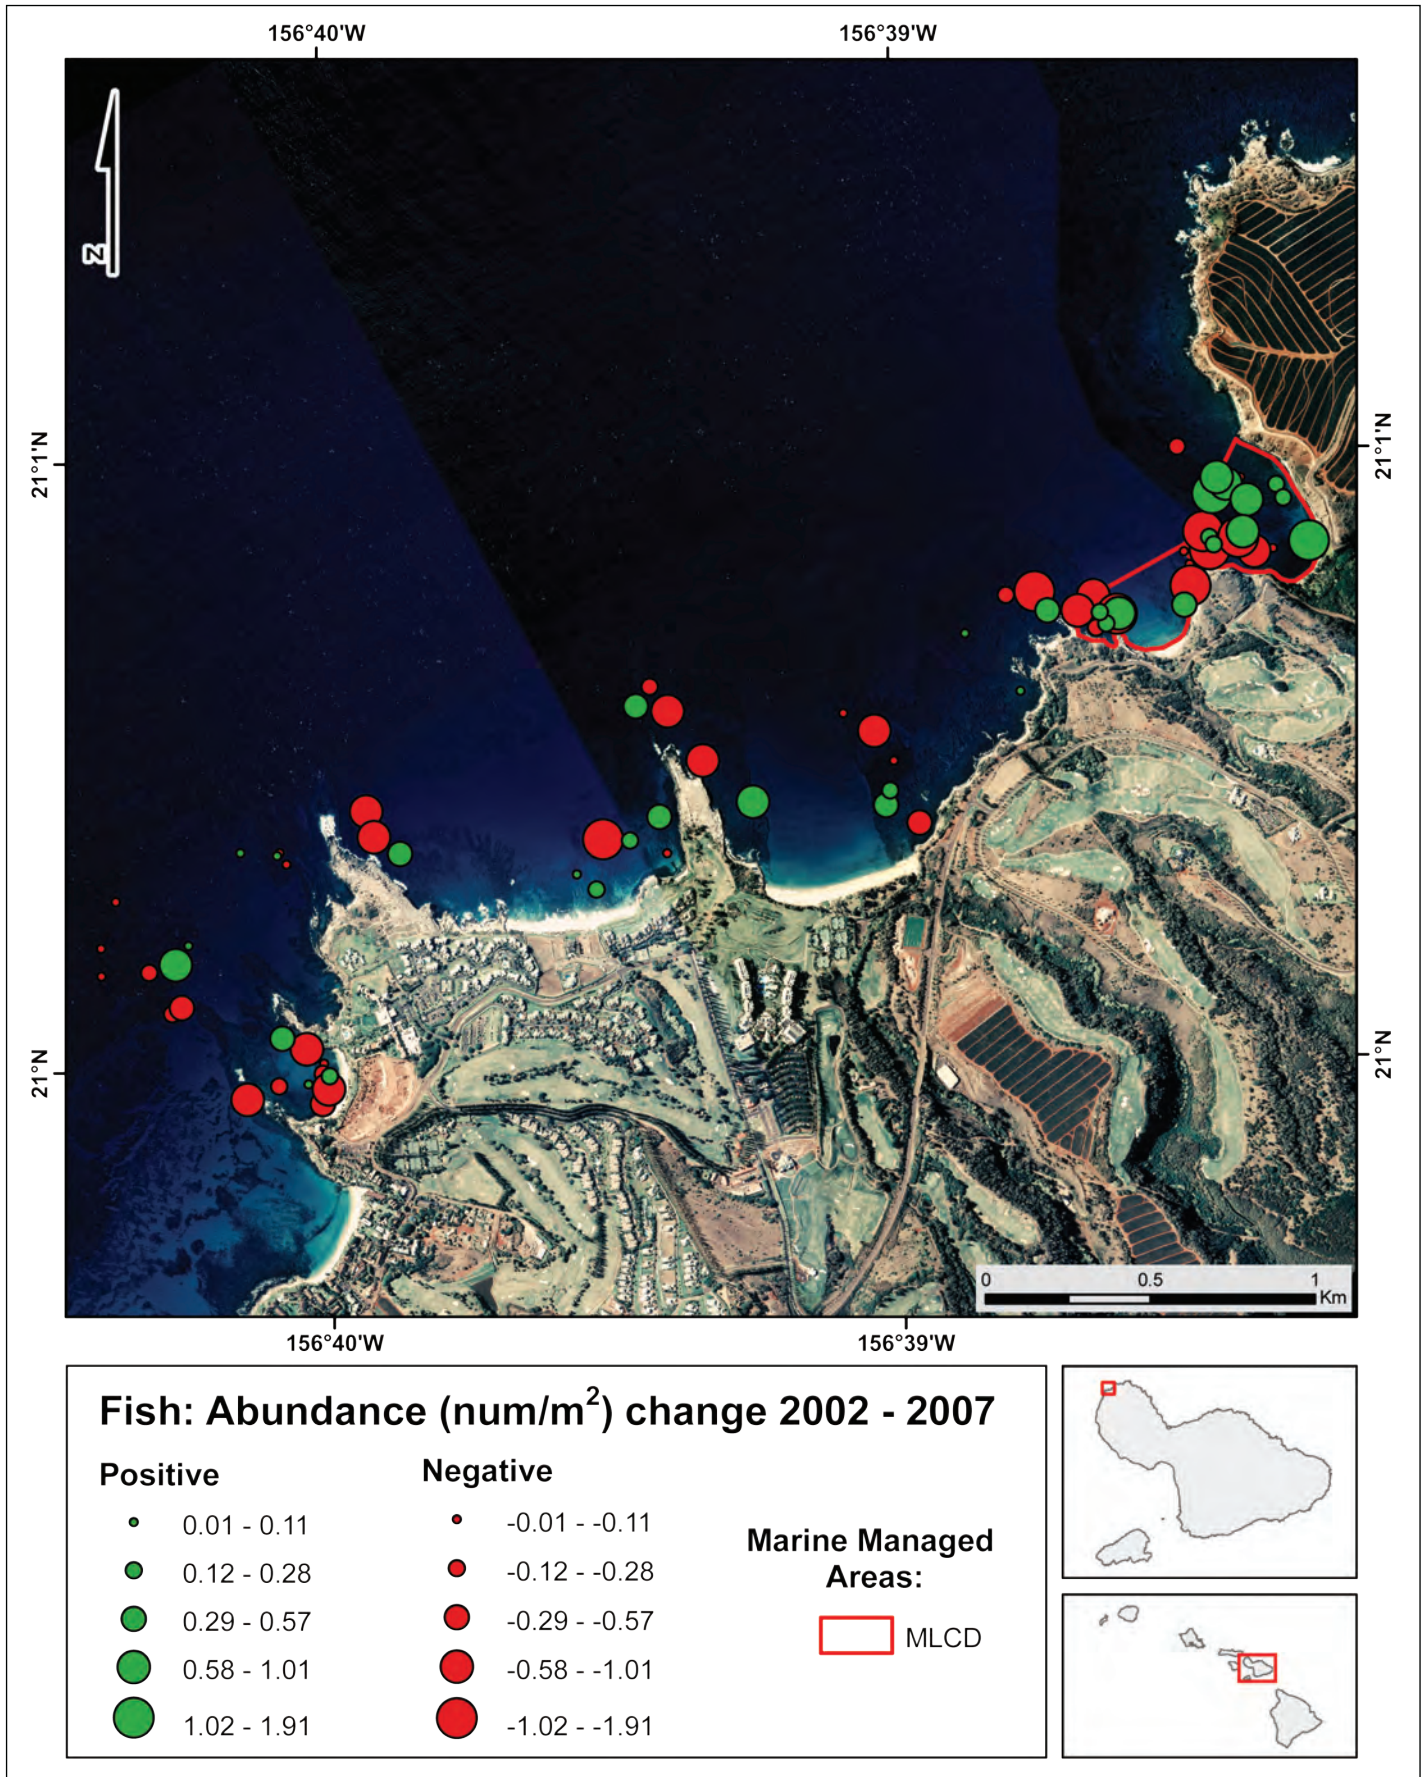 156°40'W 156°39'W
N
21°1'N 21°1'N
21°N 21°N
0 0.5 1
Km
156°40'W 156°39'W
Fish: Abundance (num/m²) change 2002 - 2007
Positive Negative
0.01 - 0.11 -0.01 - -0.11
0.12 - 0.28 -0.12 - -0.28
0.29 - 0.57 -0.29 - -0.57
0.58 - 1.01 -0.58 - -1.01
1.02 - 1.91 -1.02 - -1.91
Marine Managed
Areas:
MLCD